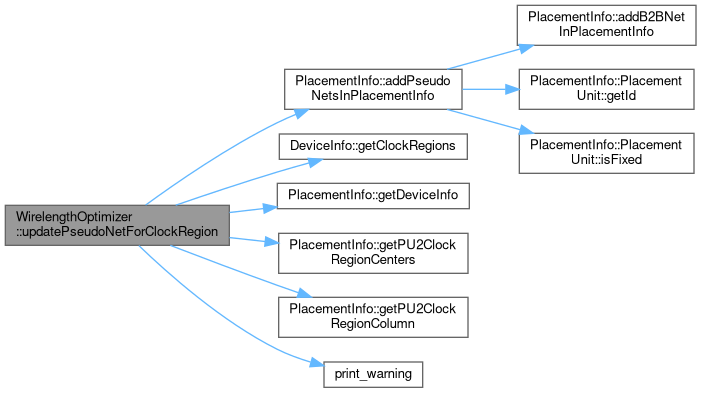 WirelengthOptimizer
::updatePseudoNetForClockRegion
PlacementInfo::addPseudo
NetsInPlacementInfo
PlacementInfo::addB2BNet
InPlacementInfo
PlacementInfo::Placement
Unit::getId
PlacementInfo::Placement
Unit::isFixed
DeviceInfo::getClockRegions
PlacementInfo::getDeviceInfo
PlacementInfo::getPU2Clock
RegionCenters
PlacementInfo::getPU2Clock
RegionColumn
print_warning